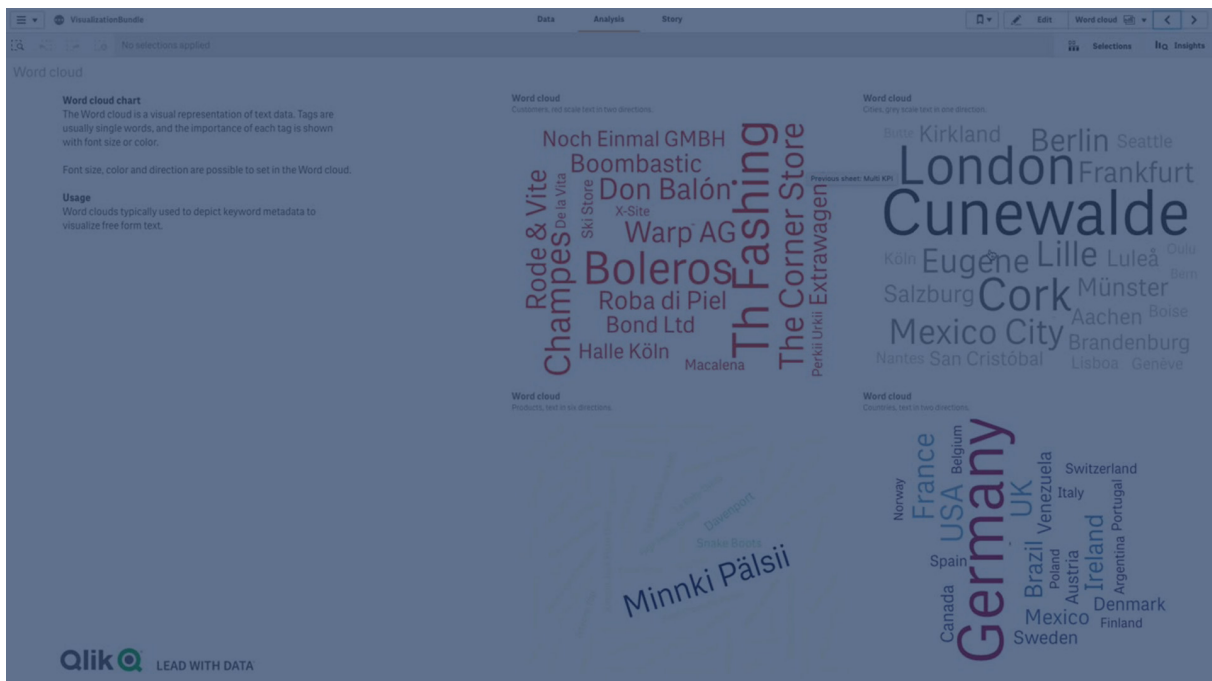 VisualizationBundle
Data Analysis Story
Edit Word cloud
No selections applied
Selections Insights
Word cloud
Word cloud chart
The Word cloud is a visual representation of text data. Tags are
usually single words, and the importance of each tag is shown
with font size or color.
Font size, color and direction are possible to set in the Word cloud.
Usage
Word clouds typically used to depict keyword metadata to
visualize free form text.
Word cloud
Customers, red scale text in two directions.
Noch Einmal GMBH
Boombastic
Don Balón
X-Site
Warp AG
Boleros
Roba di Piel
Bond Ltd
Halle Köln
Macalena
Rode & Vite
De la Vita
Ski Store
Champes
Th Fashing
The Corner Store
Extrawagen
Perkii Urkii
Previous sheet: Multi KPI
Word cloud
Cities, grey scale text in one direction.
Butte Kirkland Berlin Seattle
London Frankfurt
Cunewalde
Köln Eugene Lille Luleå Oulu
Bern
Salzburg Cork Münster
Aachen Boise
Mexico City Brandenburg
Nantes San Cristóbal Lisboa Genève
Word cloud
Products, text in six directions.
Davenport
Snake Boots
Minnki Pälsii
Word cloud
Countries, text in two directions.
Norway
France
Belgium
USA
Germany
UK
Venezuela
Switzerland
Italy
Portugal
Spain
Brazil
Poland
Austria
Ireland
Argentina
Canada
Mexico
Denmark
Finland
Sweden
Qlik LEAD WITH DATA